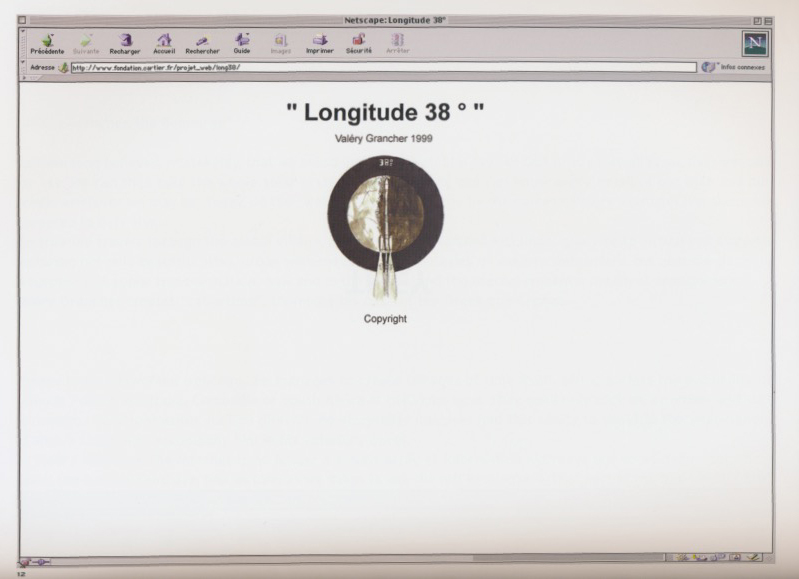 Netscape: Longitude 38°
Précédente Suivante Recharger Accueil Rechercher Guide Images Imprimer Sécurité Arrêter
N
Adresse http://www.fondation.cartier.fr/projet_web/long38/ Infos connexes
" Longitude 38 ° "
Valéry Grancher 1999
38°
Copyright
12